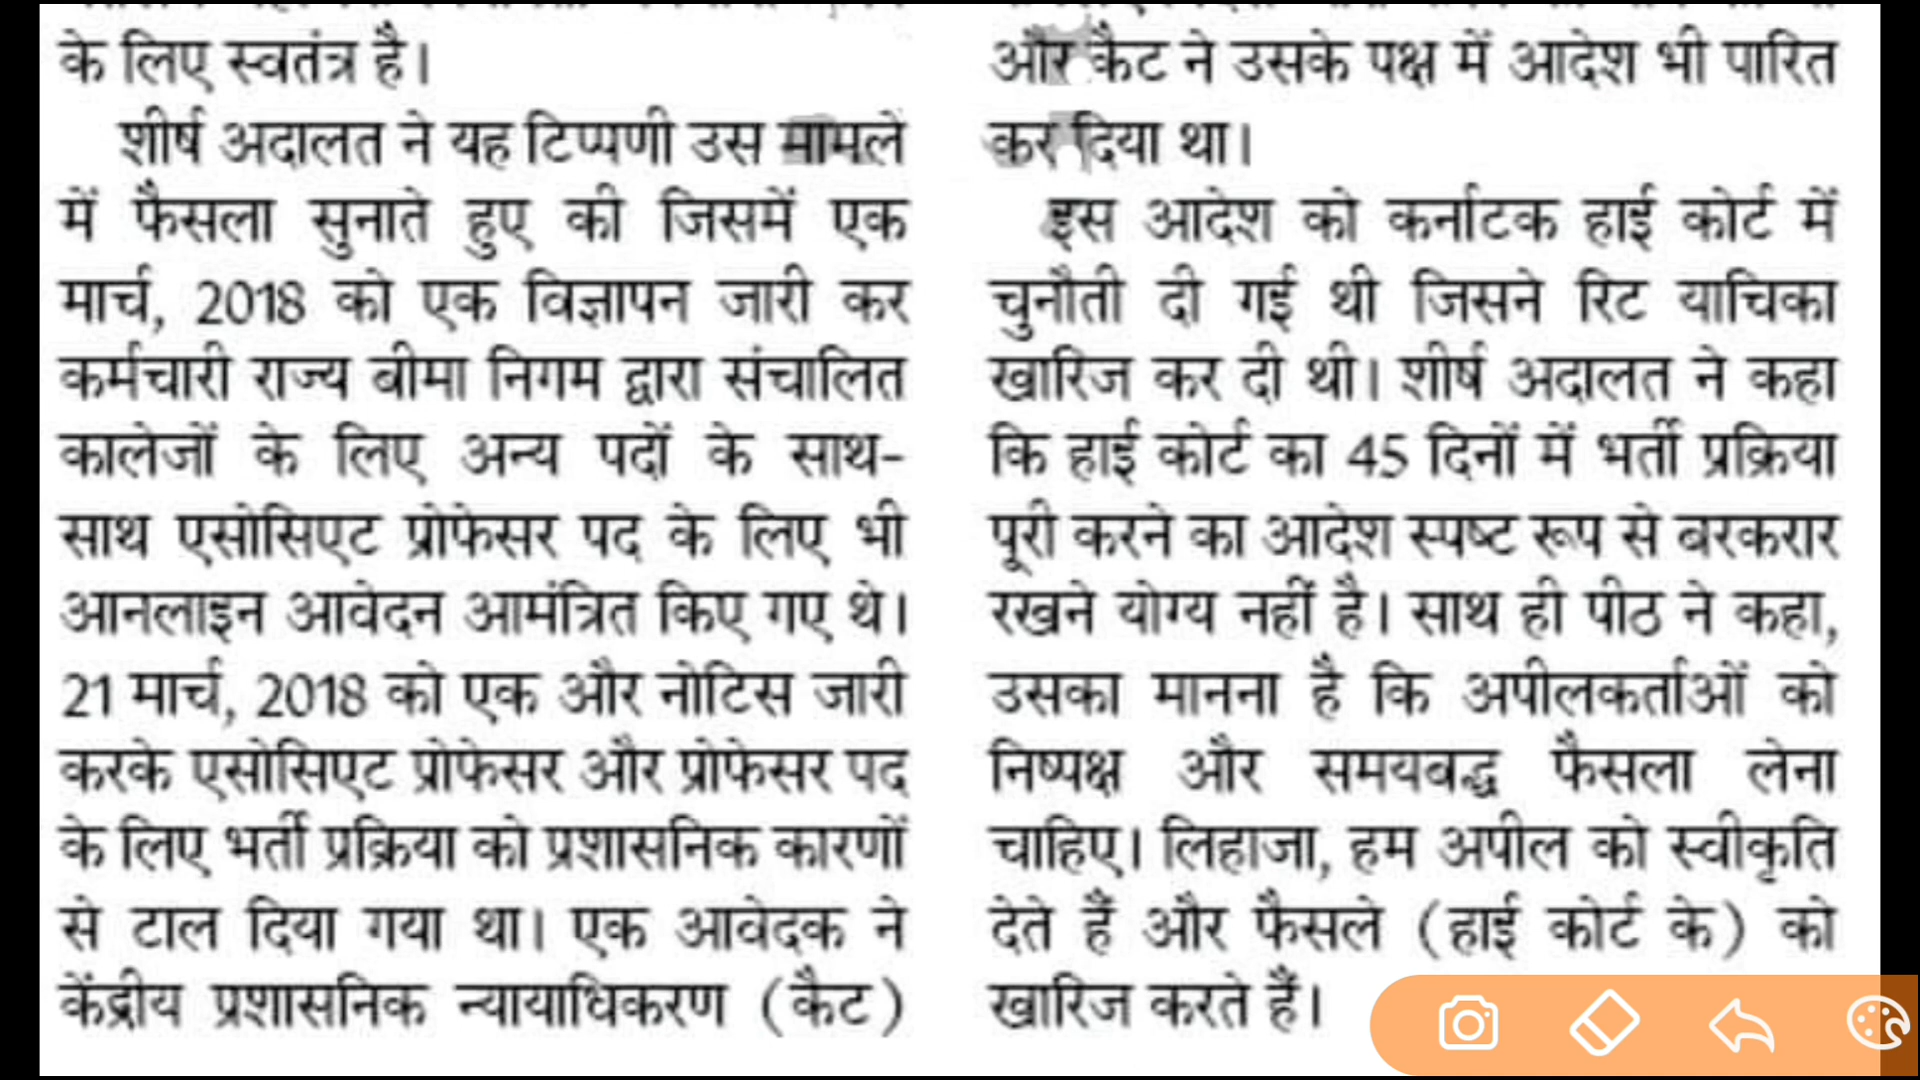 के लिए स्वतंत्र है।
शीर्ष अदालत ने यह टिप्पणी उस मामले
में फैसला सुनाते हुए की जिसमें एक
मार्च, 2018 को एक विज्ञापन जारी कर
कर्मचारी राज्य बीमा निगम द्वारा संचालित
कालेजों के लिए अन्य पदों के साथ-
साथ एसोसिएट प्रोफेसर पद के लिए भी
आनलाइन आवेदन आमंत्रित किए गए थे।
21 मार्च, 2018 को एक और नोटिस जारी
करके एसोसिएट प्रोफेसर और प्रोफेसर पद
के लिए भर्ती प्रक्रिया को प्रशासनिक कारणों
से टाल दिया गया था। एक आवेदक ने
केंद्रीय प्रशासनिक न्यायाधिकरण (कैट)
और कैट ने उसके पक्ष में आदेश भी पारित
कर दिया था।
इस आदेश को कर्नाटक हाई कोर्ट में
चुनौती दी गई थी जिसने रिट याचिका
खारिज कर दी थी। शीर्ष अदालत ने कहा
कि हाई कोर्ट का 45 दिनों में भर्ती प्रक्रिया
पूरी करने का आदेश स्पष्ट रूप से बरकरार
रखने योग्य नहीं है। साथ ही पीठ ने कहा,
उसका मानना है कि अपीलकर्ताओं को
निष्पक्ष और समयबद्ध फैसला लेना
चाहिए। लिहाजा, हम अपील को स्वीकृति
देते हैं और फैसले (हाई कोर्ट के) को
खारिज करते हैं।